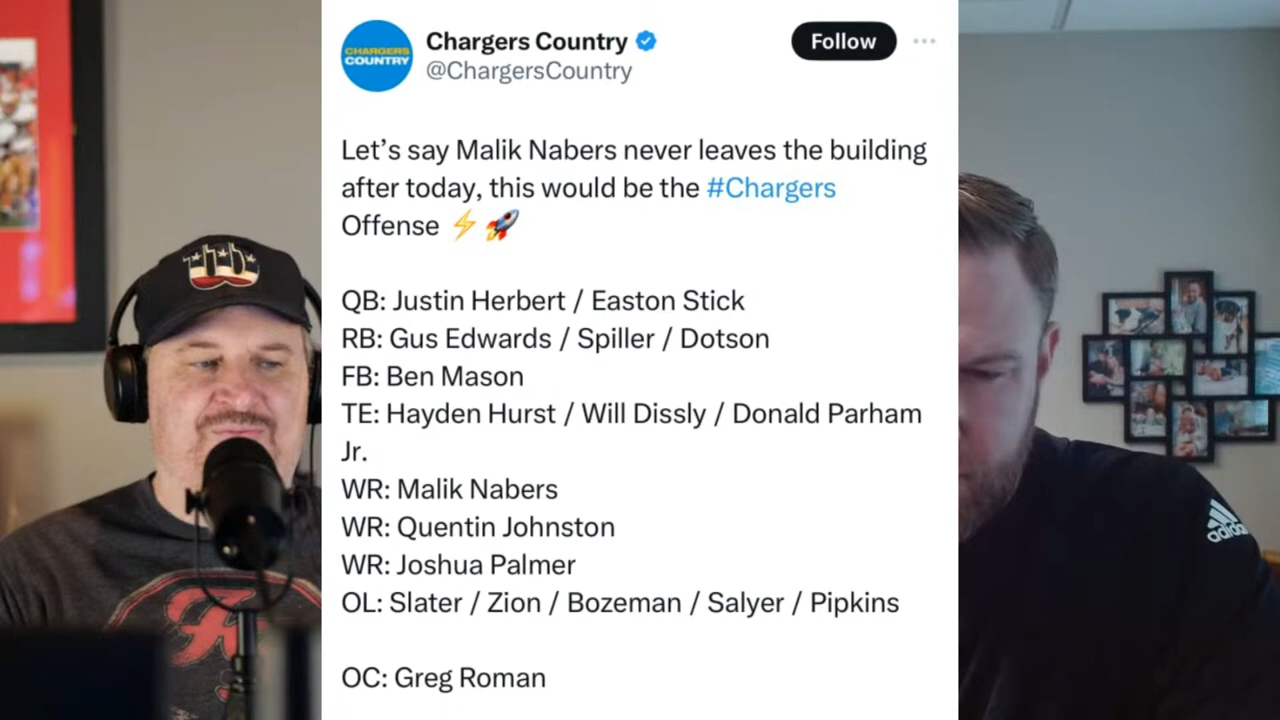 CHARGERS
COUNTRY
Chargers Country
@ChargersCountry
Follow
Let’s say Malik Nabers never leaves the building
after today, this would be the #Chargers
Offense ⚡🚀
QB: Justin Herbert / Easton Stick
RB: Gus Edwards / Spiller / Dotson
FB: Ben Mason
TE: Hayden Hurst / Will Dissly / Donald Parham
Jr.
WR: Malik Nabers
WR: Quentin Johnston
WR: Joshua Palmer
OL: Slater / Zion / Bozeman / Salyer / Pipkins
OC: Greg Roman
adidas